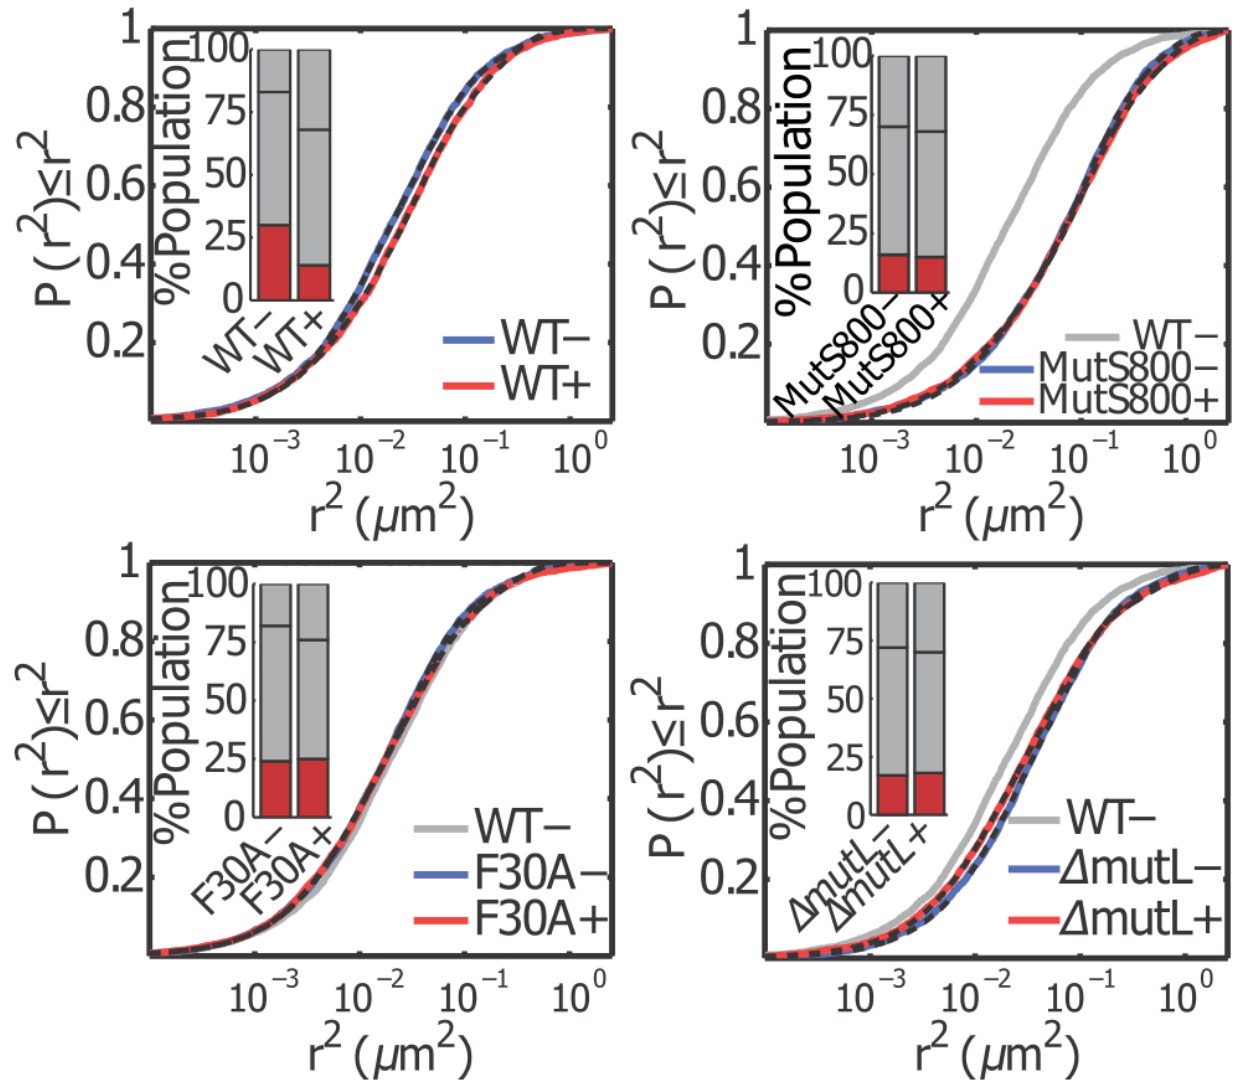 P (r²)≤r²
1
0.8
0.6
0.4
0.2
%Population
100
75
50
25
0
WT−
WT+
WT−
WT+
10⁻³ 10⁻² 10⁻¹ 10⁰
r² (μm²)
P (r²)≤r²
1
0.8
0.6
0.4
0.2
%Population
100
75
50
25
0
MutS800−
MutS800+
WT−
MutS800−
MutS800+
10⁻³ 10⁻² 10⁻¹ 10⁰
r² (μm²)
P (r²)≤r²
1
0.8
0.6
0.4
0.2
%Population
100
75
50
25
0
F30A−
F30A+
WT−
F30A−
F30A+
10⁻³ 10⁻² 10⁻¹ 10⁰
r² (μm²)
P (r²)≤r²
1
0.8
0.6
0.4
0.2
%Population
100
75
50
25
0
ΔmutL−
ΔmutL+
WT−
ΔmutL−
ΔmutL+
10⁻³ 10⁻² 10⁻¹ 10⁰
r² (μm²)